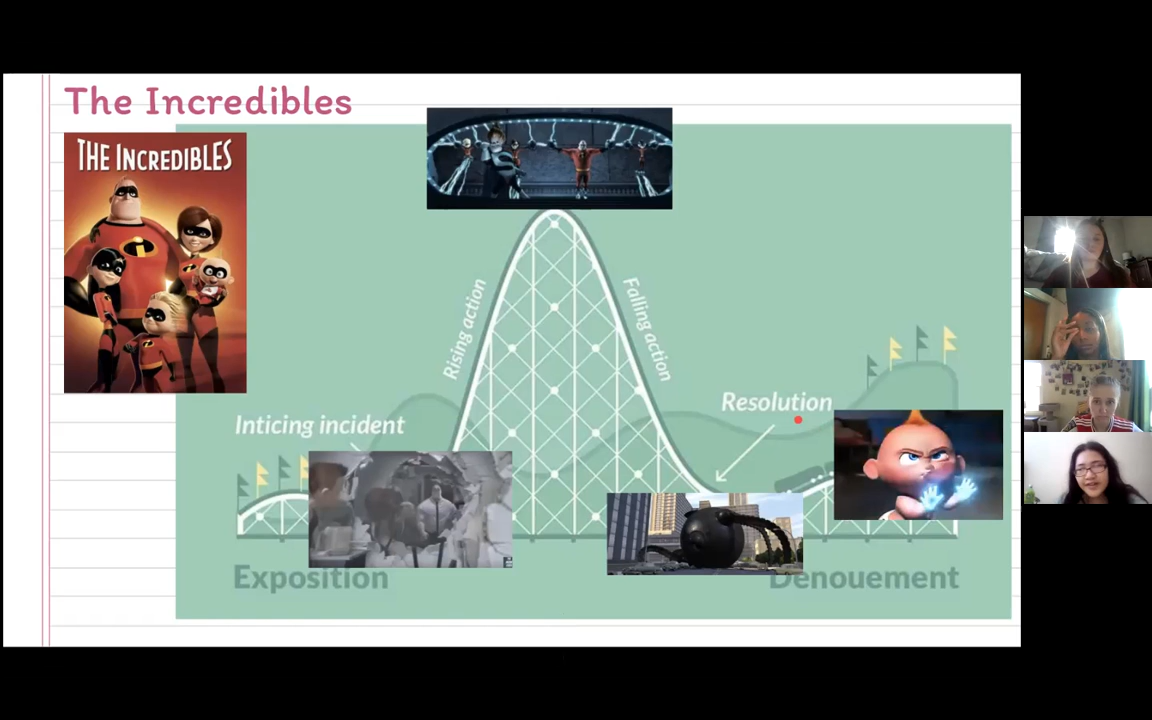 The Incredibles
THE INCREDIBLES
Rising action
Falling action
Resolution
Inticing incident
Exposition
Denouement